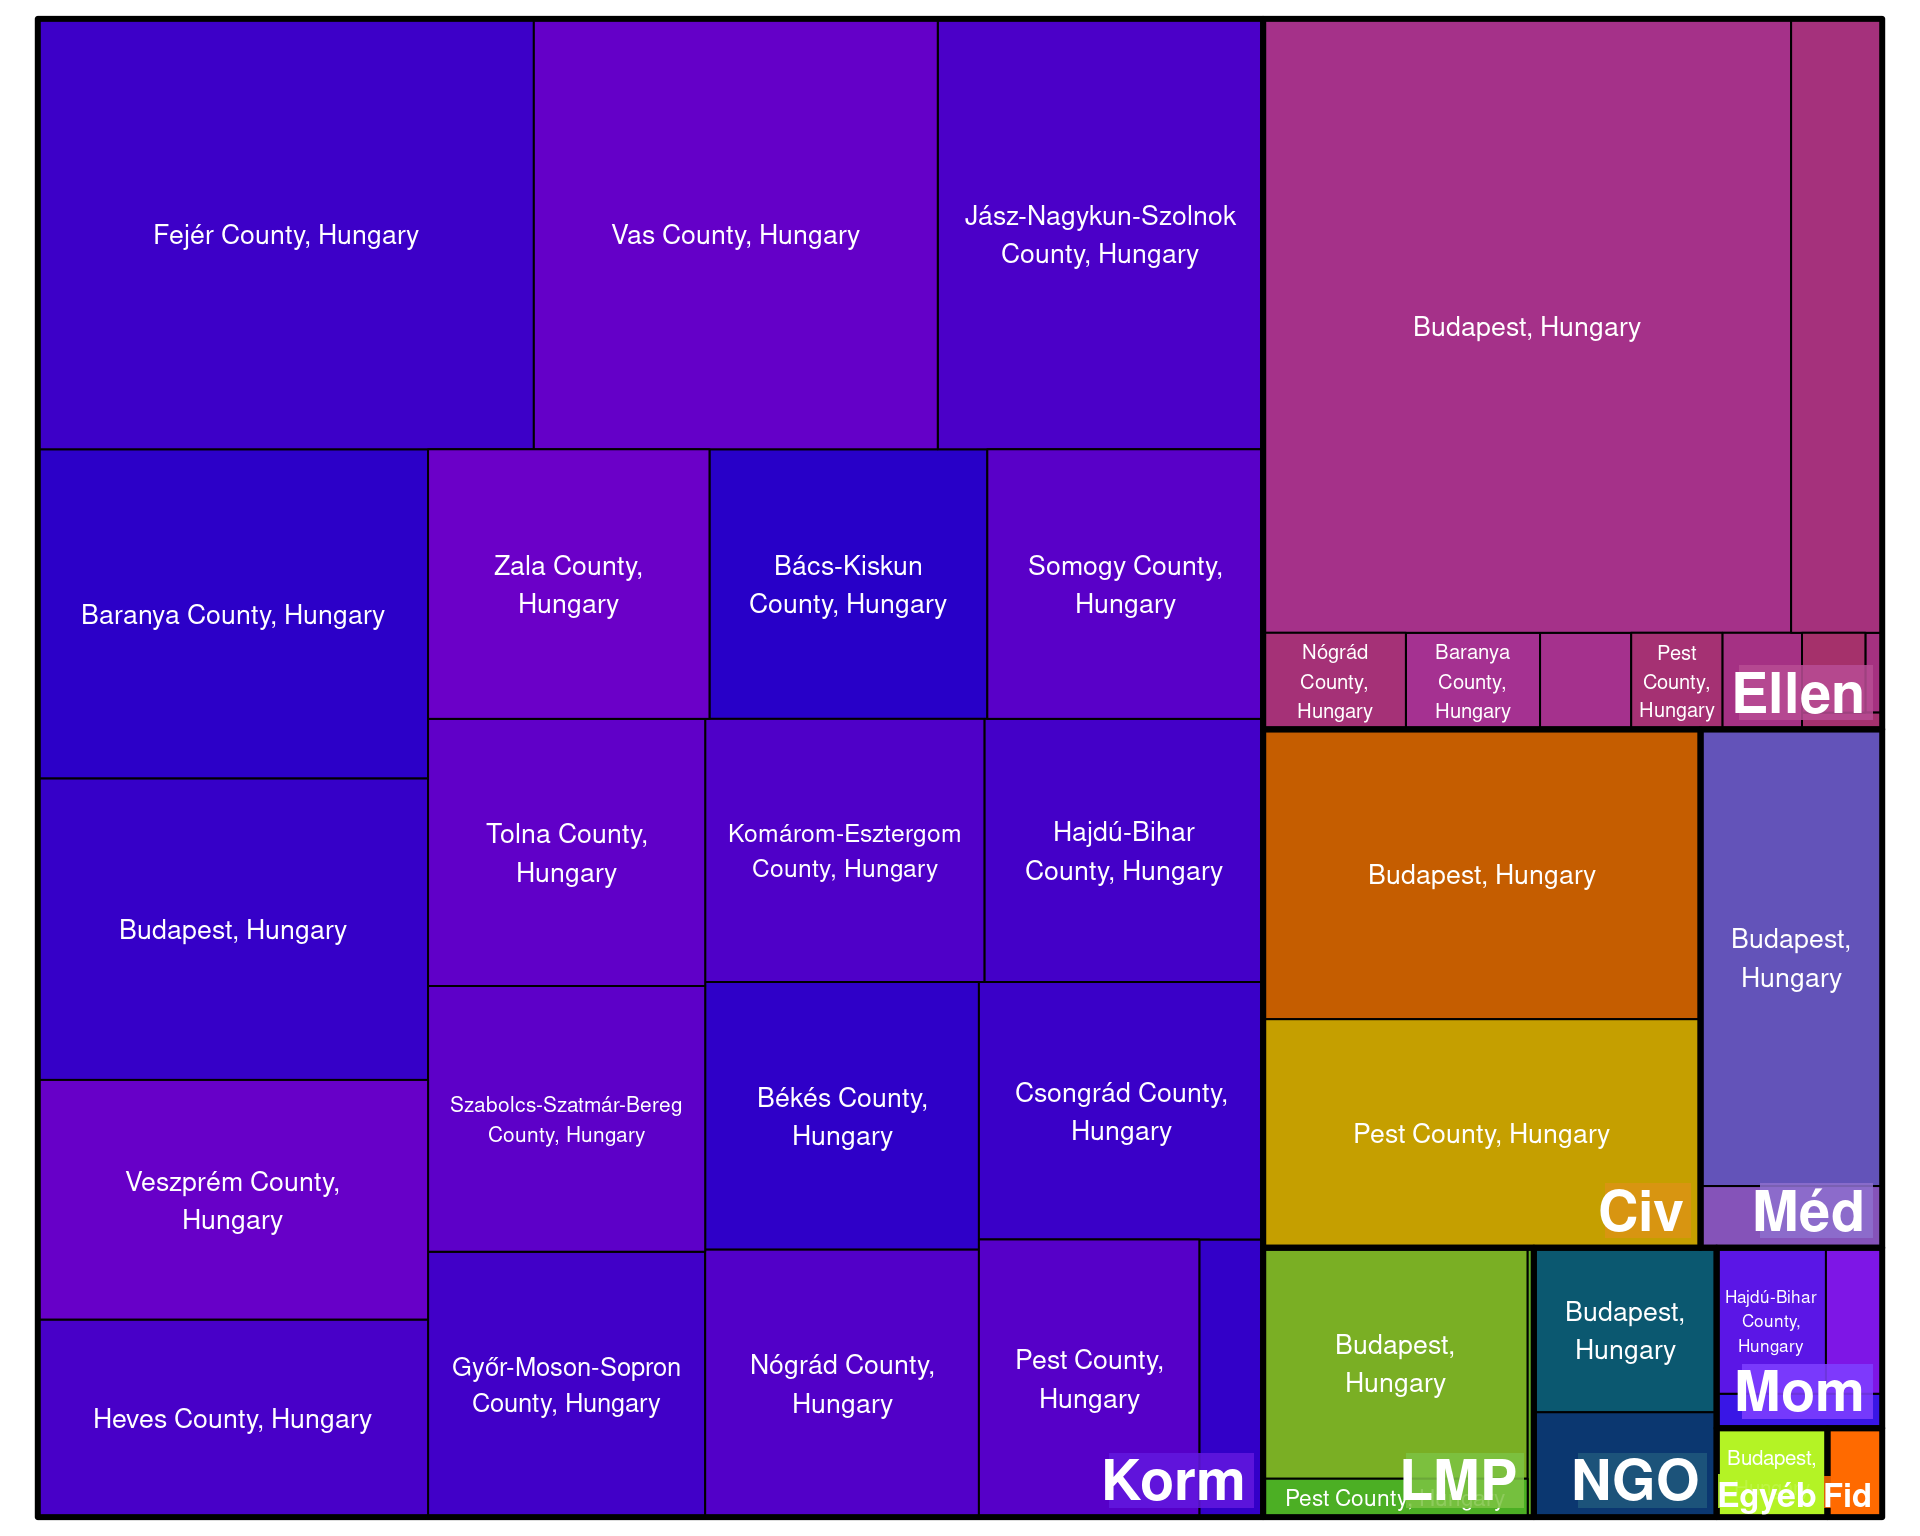 Fejér County, Hungary
Vas County, Hungary
Jász-Nagykun-Szolnok
County, Hungary
Baranya County, Hungary
Zala County,
Hungary
Bács-Kiskun
County, Hungary
Somogy County,
Hungary
Budapest, Hungary
Tolna County,
Hungary
Komárom-Esztergom
County, Hungary
Hajdú-Bihar
County, Hungary
Veszprém County,
Hungary
Szabolcs-Szatmár-Bereg
County, Hungary
Békés County,
Hungary
Csongrád County,
Hungary
Heves County, Hungary
Győr-Moson-Sopron
County, Hungary
Nógrád County,
Hungary
Pest County,
Hungary
Korm
Budapest, Hungary
Nógrád
County,
Hungary
Baranya
County,
Hungary
Pest
County,
Hungary
Ellen
Budapest, Hungary
Pest County, Hungary
Civ
Budapest,
Hungary
Méd
Budapest,
Hungary
Pest County, Hungary
LMP
Budapest,
Hungary
NGO
Hajdú-Bihar
County,
Hungary
Mom
Budapest,
Egyéb
Fid